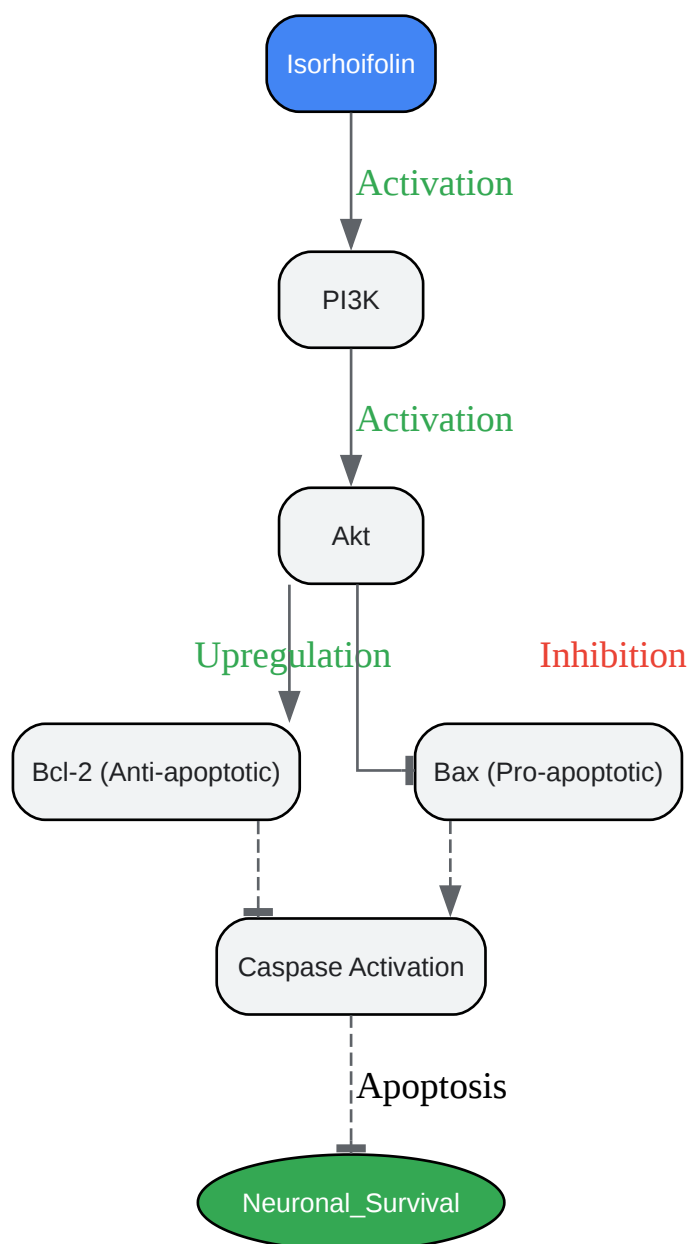 Isorhoifolin
Activation
PI3K
Activation
Akt
Upregulation
Inhibition
Bcl-2 (Anti-apoptotic)
Bax (Pro-apoptotic)
Caspase Activation
Apoptosis
Neuronal_Survival